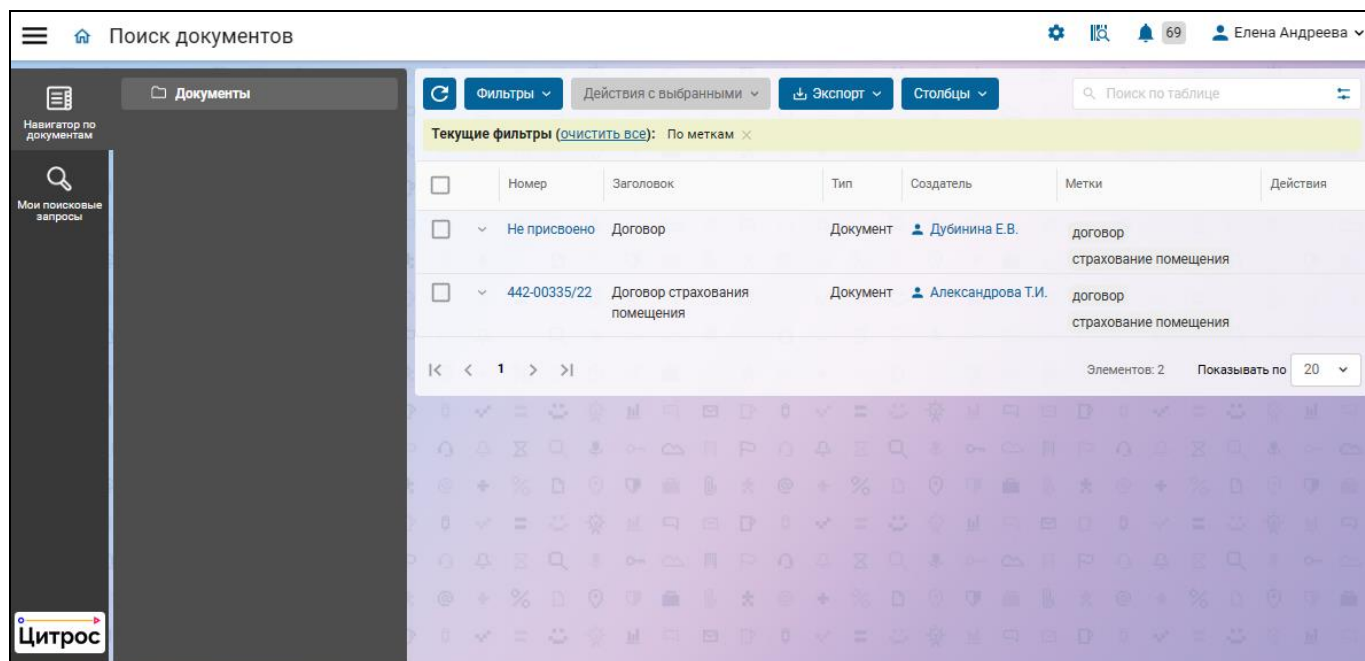 Поиск документов
69
Елена Андреева
Навигатор по
документам
Мои поисковые
запросы
Документы
Фильтры
Действия с выбранными
Экспорт
Столбцы
Поиск по таблице
Текущие фильтры (очистить все): По меткам
Номер Заголовок Тип Создатель Метки Действия
Не присвоено Договор Документ Дубинина Е.В. договор
страхование помещения
442-00335/22 Договор страхования Документ Александрова Т.И. договор
помещения страхование помещения
1
Элементов: 2 Показывать по 20
Цитрос